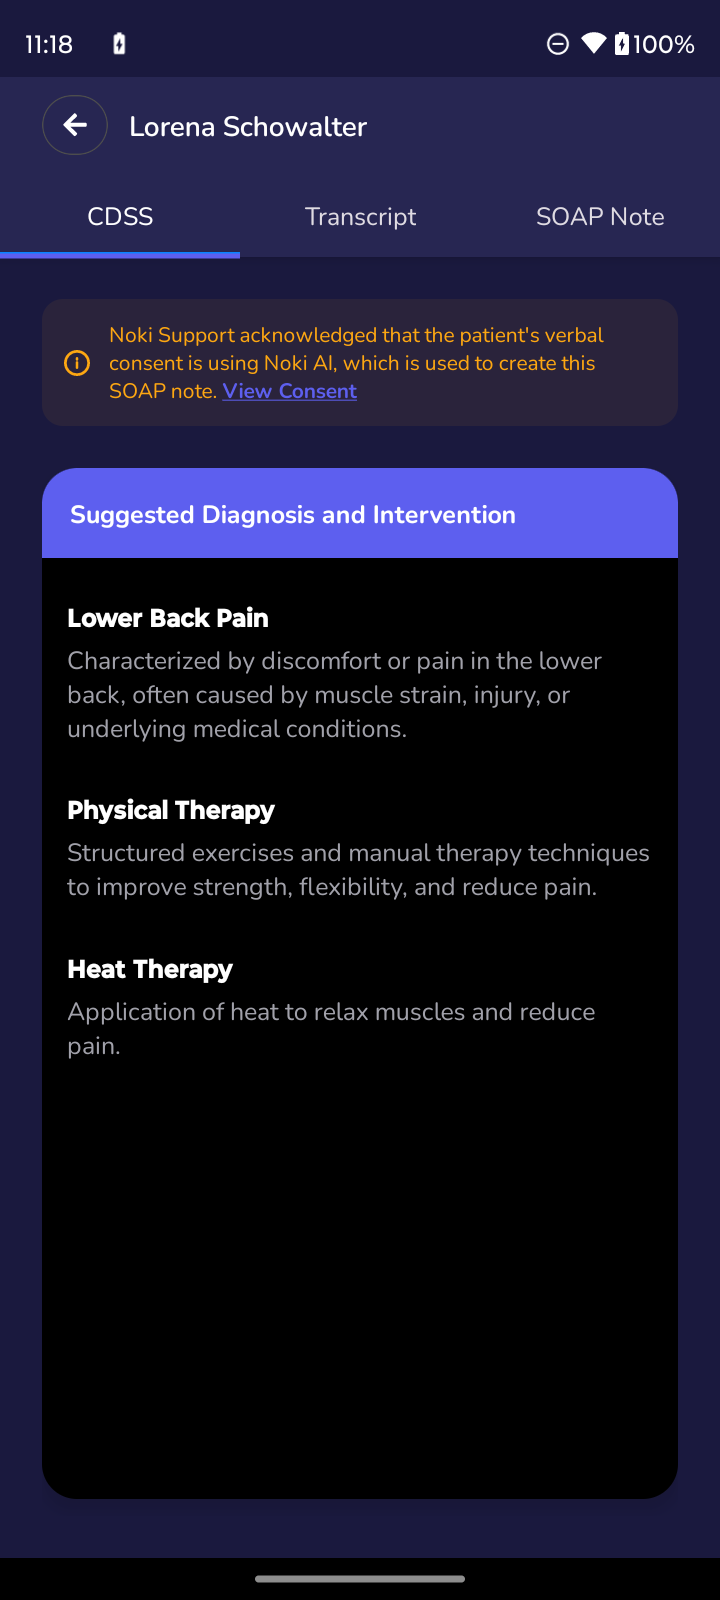 11:18
100%
Lorena Schowalter
CDSS
Transcript
SOAP Note
Noki Support acknowledged that the patient's verbal
consent is using Noki AI, which is used to create this
SOAP note. View Consent
Suggested Diagnosis and Intervention
Lower Back Pain
Characterized by discomfort or pain in the lower
back, often caused by muscle strain, injury, or
underlying medical conditions.
Physical Therapy
Structured exercises and manual therapy techniques
to improve strength, flexibility, and reduce pain.
Heat Therapy
Application of heat to relax muscles and reduce
pain.